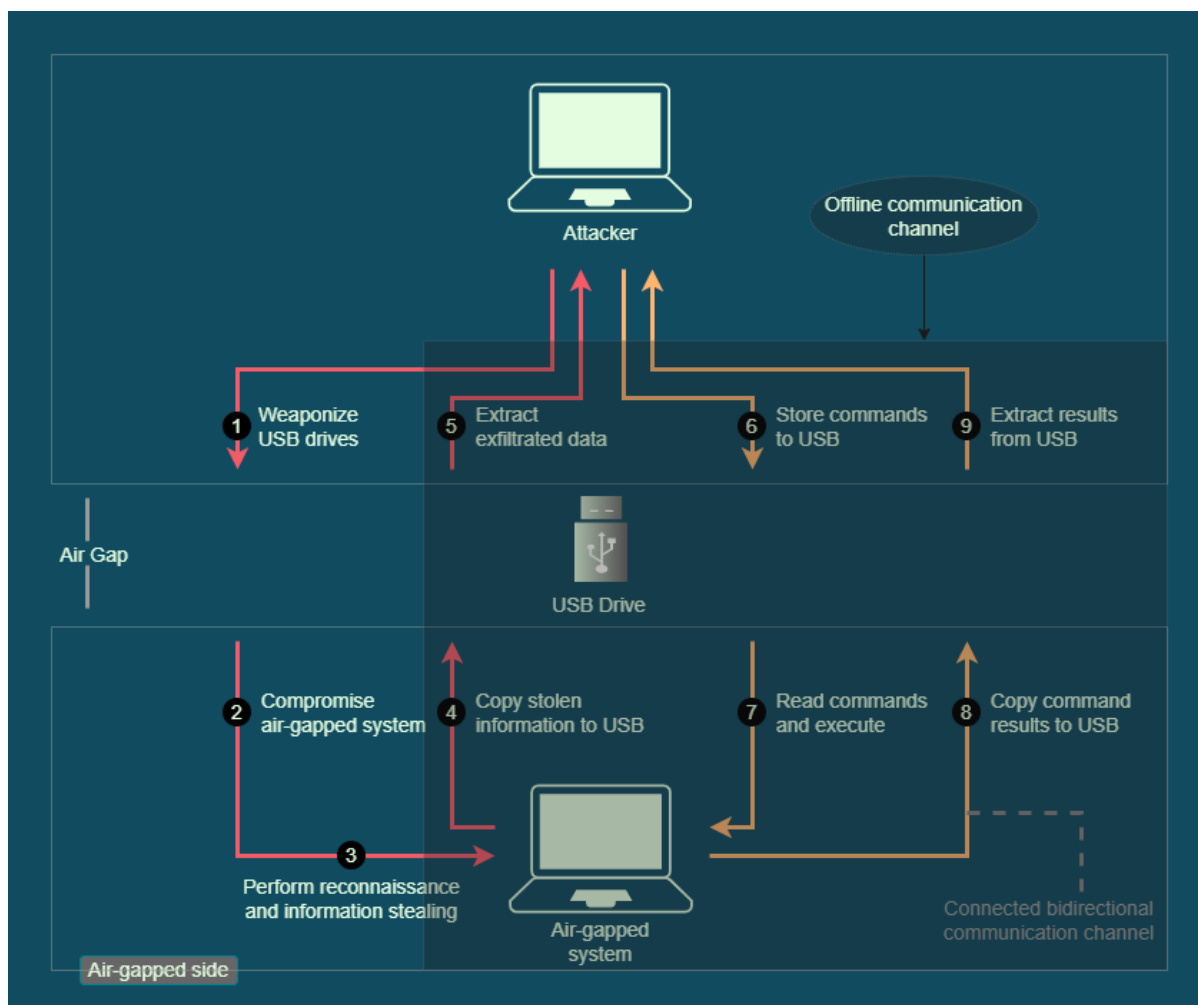 Attacker
Offline communication
channel
1
Weaponize
USB drives
5
Extract
exfiltrated data
6
Store commands
to USB
9
Extract results
from USB
Air Gap
USB Drive
2
Compromise
air-gapped system
4
Copy stolen
information to USB
7
Read commands
and execute
8
Copy command
results to USB
3
Perform reconnaissance
and information stealing
Air-gapped
system
Connected bidirectional
communication channel
Air-gapped side